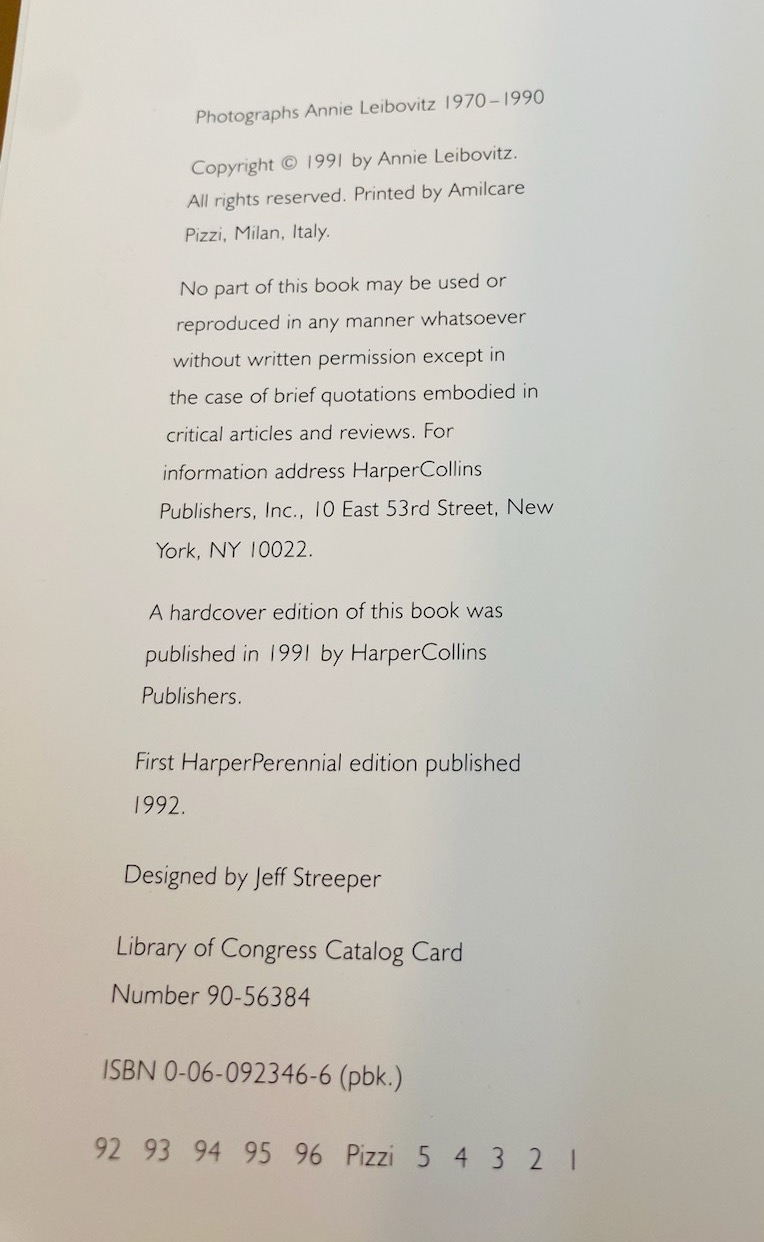 Photographs Annie Leibovitz 1970–1990
Copyright © 1991 by Annie Leibovitz.
All rights reserved. Printed by Amilcare
Pizzi, Milan, Italy.
No part of this book may be used or
reproduced in any manner whatsoever
without written permission except in
the case of brief quotations embodied in
critical articles and reviews. For
information address HarperCollins
Publishers, Inc., 10 East 53rd Street, New
York, NY 10022.
A hardcover edition of this book was
published in 1991 by HarperCollins
Publishers.
First HarperPerennial edition published
1992.
Designed by Jeff Streeper
Library of Congress Catalog Card
Number 90-56384
ISBN 0-06-092346-6 (pbk.)
92 93 94 95 96 Pizzi 5 4 3 2 1